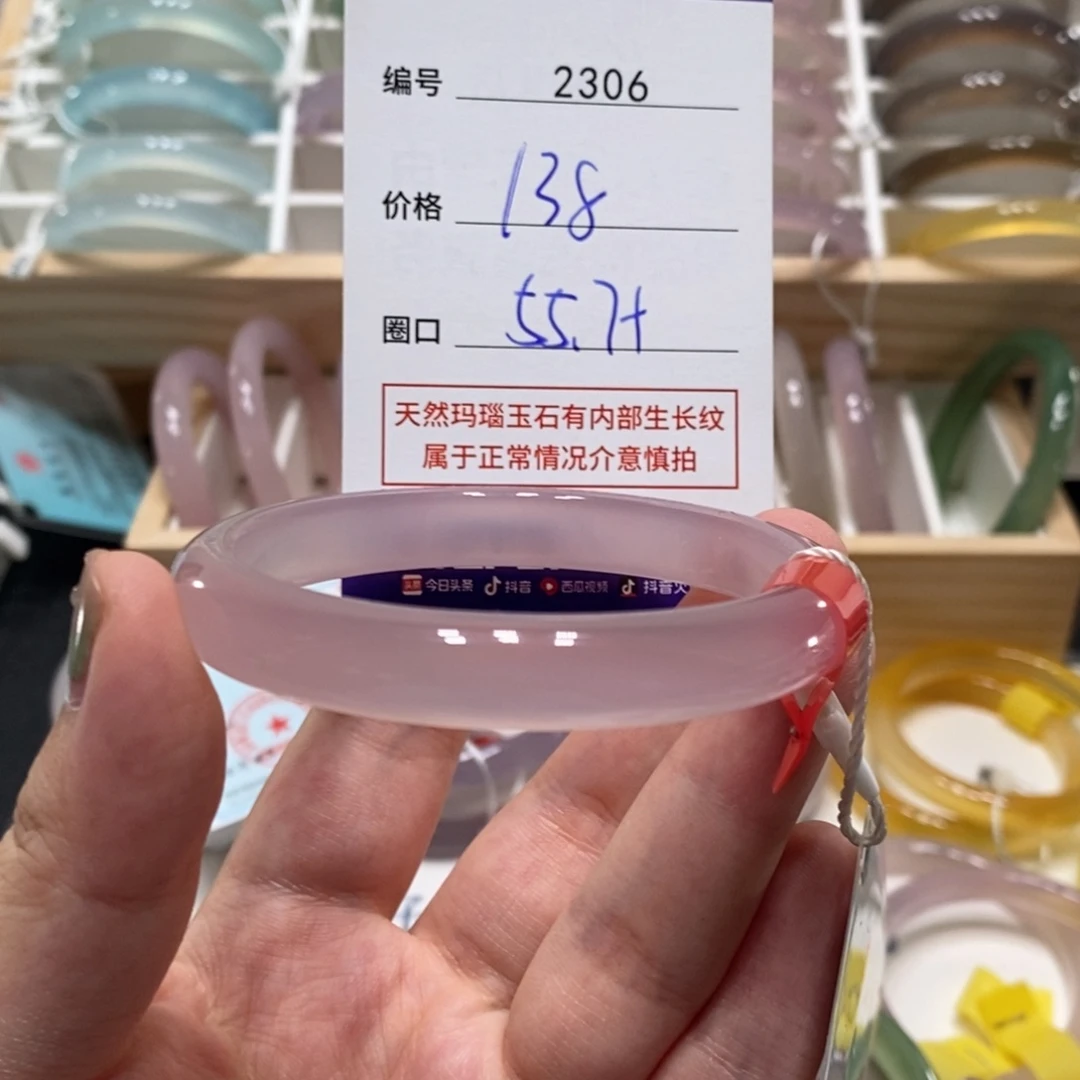 编号 2306
价格 138
圈口 55.7+
天然玛瑙玉石有内部生长纹
属于正常情况介意慎拍
头条 今日头条 抖音 西瓜视频 抖音火